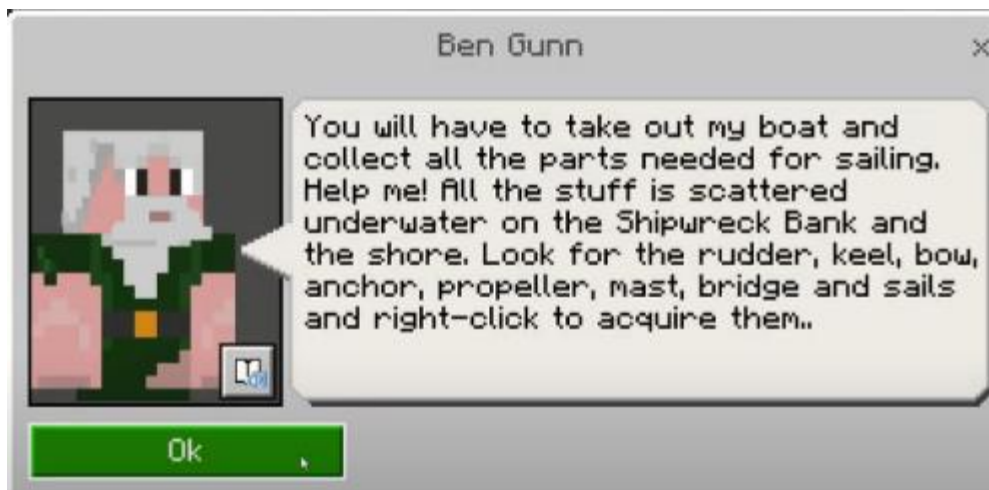 Ben Gunn
You will have to take out my boat and
collect all the parts needed for sailing.
Help me! All the stuff is scattered
underwater on the Shipwreck Bank and
the shore. Look for the rudder, keel, bow,
anchor, propeller, mast, bridge and sails
and right-click to acquire them..
Ok